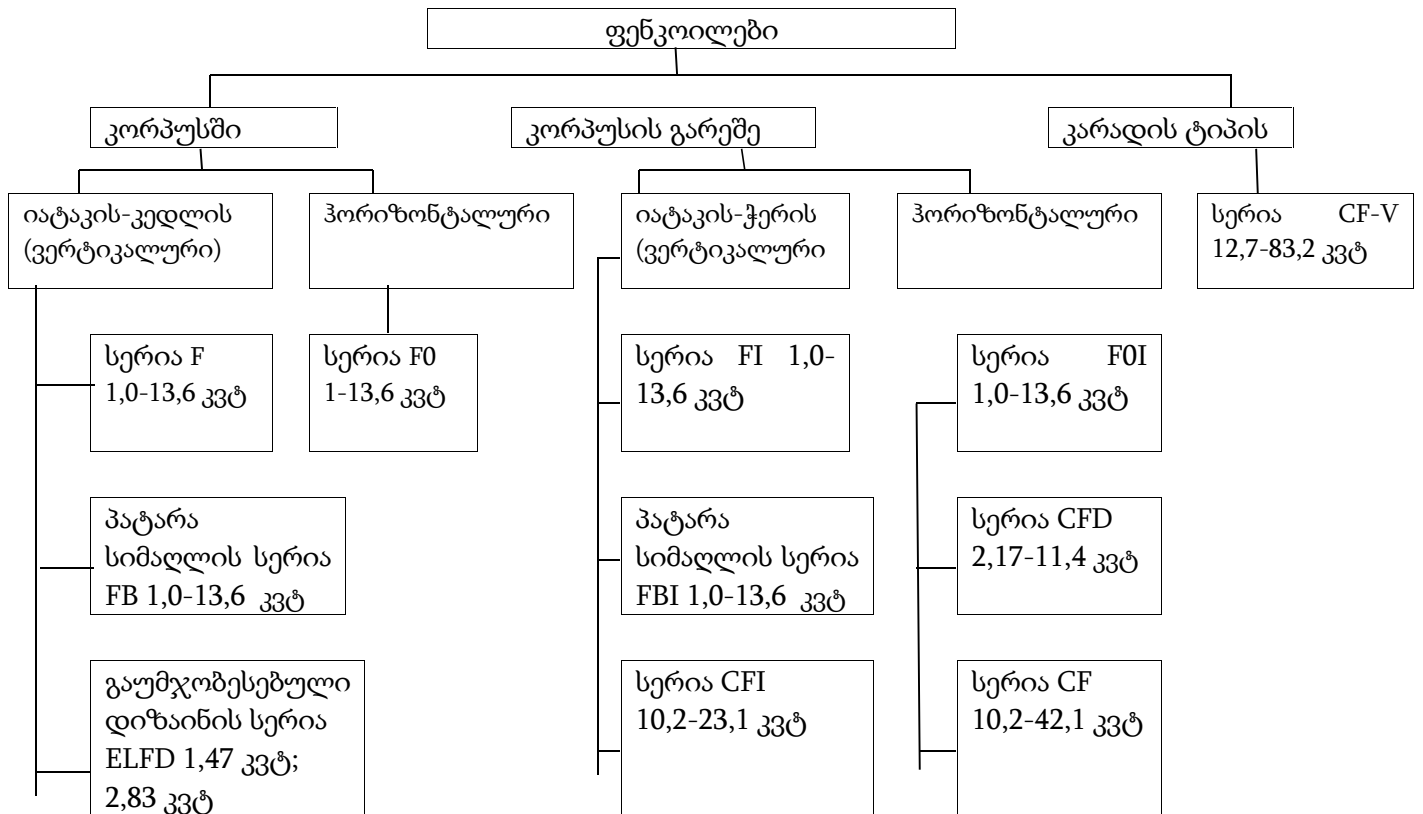 ფენკოილები
კორპუსში
კორპუსის გარეშე
კარადის ტიპის
იატაკის-კედლის
(ვერტიკალური)
ჰორიზონტალური
იატაკის-ჭერის
(ვერტიკალური
ჰორიზონტალური
სერია CF-V
12,7-83,2 კვტ
სერია F
1,0-13,6 კვტ
სერია F0
1-13,6 კვტ
სერია FI 1,0-
13,6 კვტ
სერია F0I
1,0-13,6 კვტ
პატარა
სიმაღლის სერია
FB 1,0-13,6 კვტ
პატარა
სიმაღლის სერია
FBI 1,0-13,6 კვტ
სერია CFD
2,17-11,4 კვტ
გაუმჯობესებული
დიზაინის სერია
ELFD 1,47 კვტ;
2,83 კვტ
სერია CFI
10,2-23,1 კვტ
სერია CF
10,2-42,1 კვტ